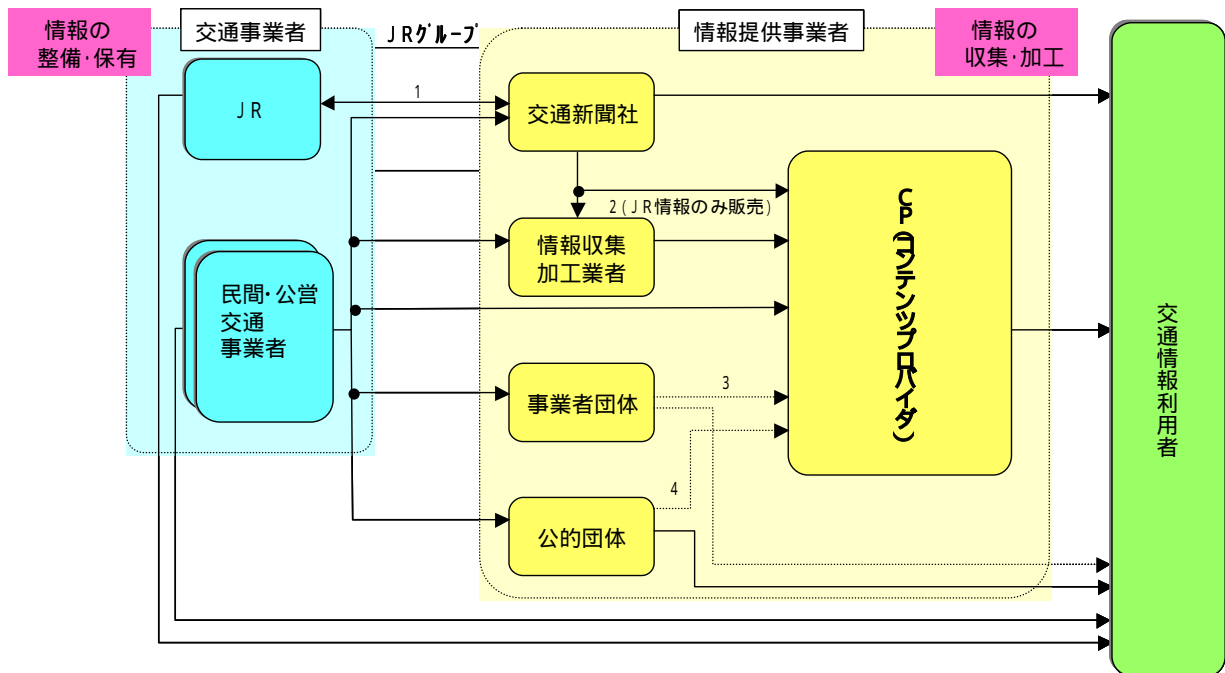 情報の
整備・保有
交通事業者
JRグループ
情報提供事業者
情報の
収集・加工
JR
1
交通新聞社
2(JR情報のみ販売)
情報収集
加工業者
民間・公営
交通
事業者
CP(コンテンツプロバイダ)
事業者団体
3
4
公的団体
交通情報利用者